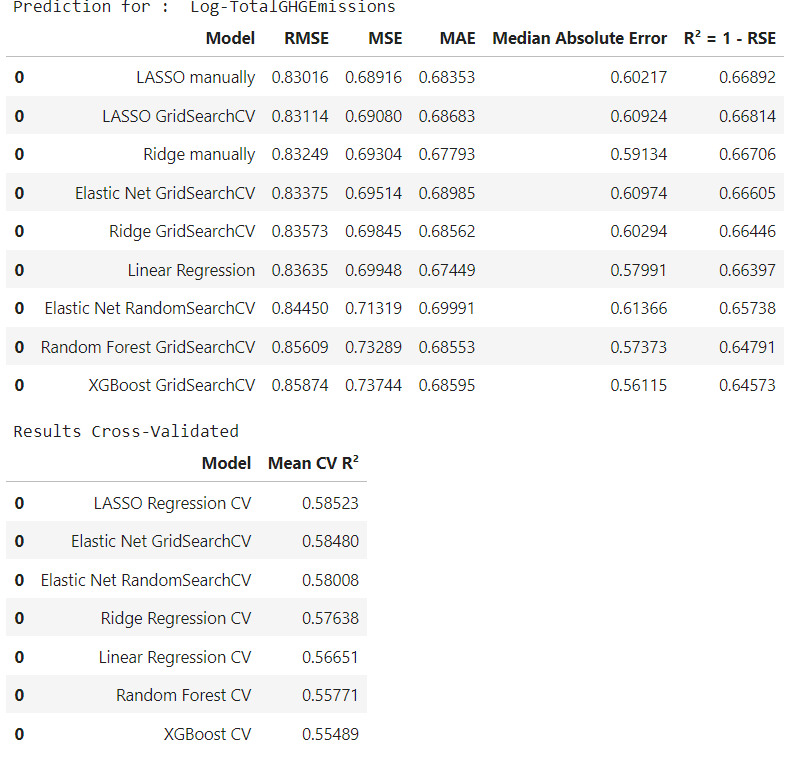 Prediction for :  Log-TotalGHGEmissions
Model RMSE MSE MAE Median Absolute Error R² = 1 - RSE
0 LASSO manually 0.83016 0.68916 0.68353 0.60217 0.66892
0 LASSO GridSearchCV 0.83114 0.69080 0.68683 0.60924 0.66814
0 Ridge manually 0.83249 0.69304 0.67793 0.59134 0.66706
0 Elastic Net GridSearchCV 0.83375 0.69514 0.68985 0.60974 0.66605
0 Ridge GridSearchCV 0.83573 0.69845 0.68562 0.60294 0.66446
0 Linear Regression 0.83635 0.69948 0.67449 0.57991 0.66397
0 Elastic Net RandomSearchCV 0.84450 0.71319 0.69991 0.61366 0.65738
0 Random Forest GridSearchCV 0.85609 0.73289 0.68553 0.57373 0.64791
0 XGBoost GridSearchCV 0.85874 0.73744 0.68595 0.56115 0.64573
Results Cross-Validated
Model Mean CV R²
0 LASSO Regression CV 0.58523
0 Elastic Net GridSearchCV 0.58480
0 Elastic Net RandomSearchCV 0.58008
0 Ridge Regression CV 0.57638
0 Linear Regression CV 0.56651
0 Random Forest CV 0.55771
0 XGBoost CV 0.55489